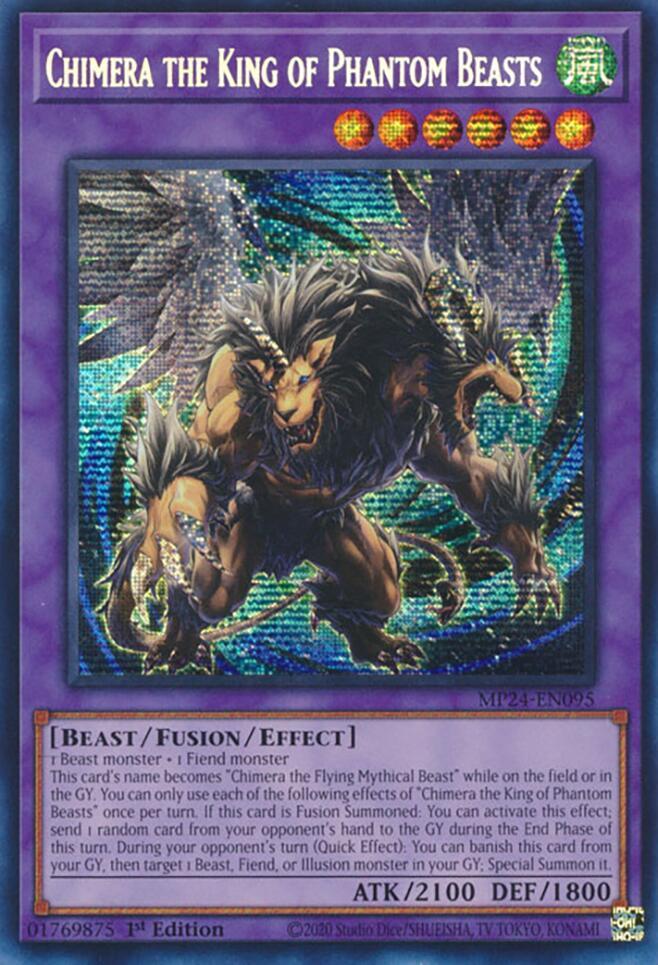 CHIMERA THE KING OF PHANTOM BEASTS
風
MP24-EN095
[BEAST/FUSION/EFFECT]
1 Beast monster + 1 Fiend monster
This card's name becomes "Chimera the Flying Mythical Beast" while on the field or in
the GY. You can only use each of the following effects of "Chimera the King of Phantom
Beasts" once per turn. If this card is Fusion Summoned: You can activate this effect;
send 1 random card from your opponent's hand to the GY during the End Phase of
this turn. During your opponent's turn (Quick Effect): You can banish this card from
your GY, then target 1 Beast, Fiend, or Illusion monster in your GY; Special Summon it.
ATK/2100 DEF/1800
01769875 1st Edition ©2020 Studio Dice/SHUEISHA, TV TOKYO, KONAMI